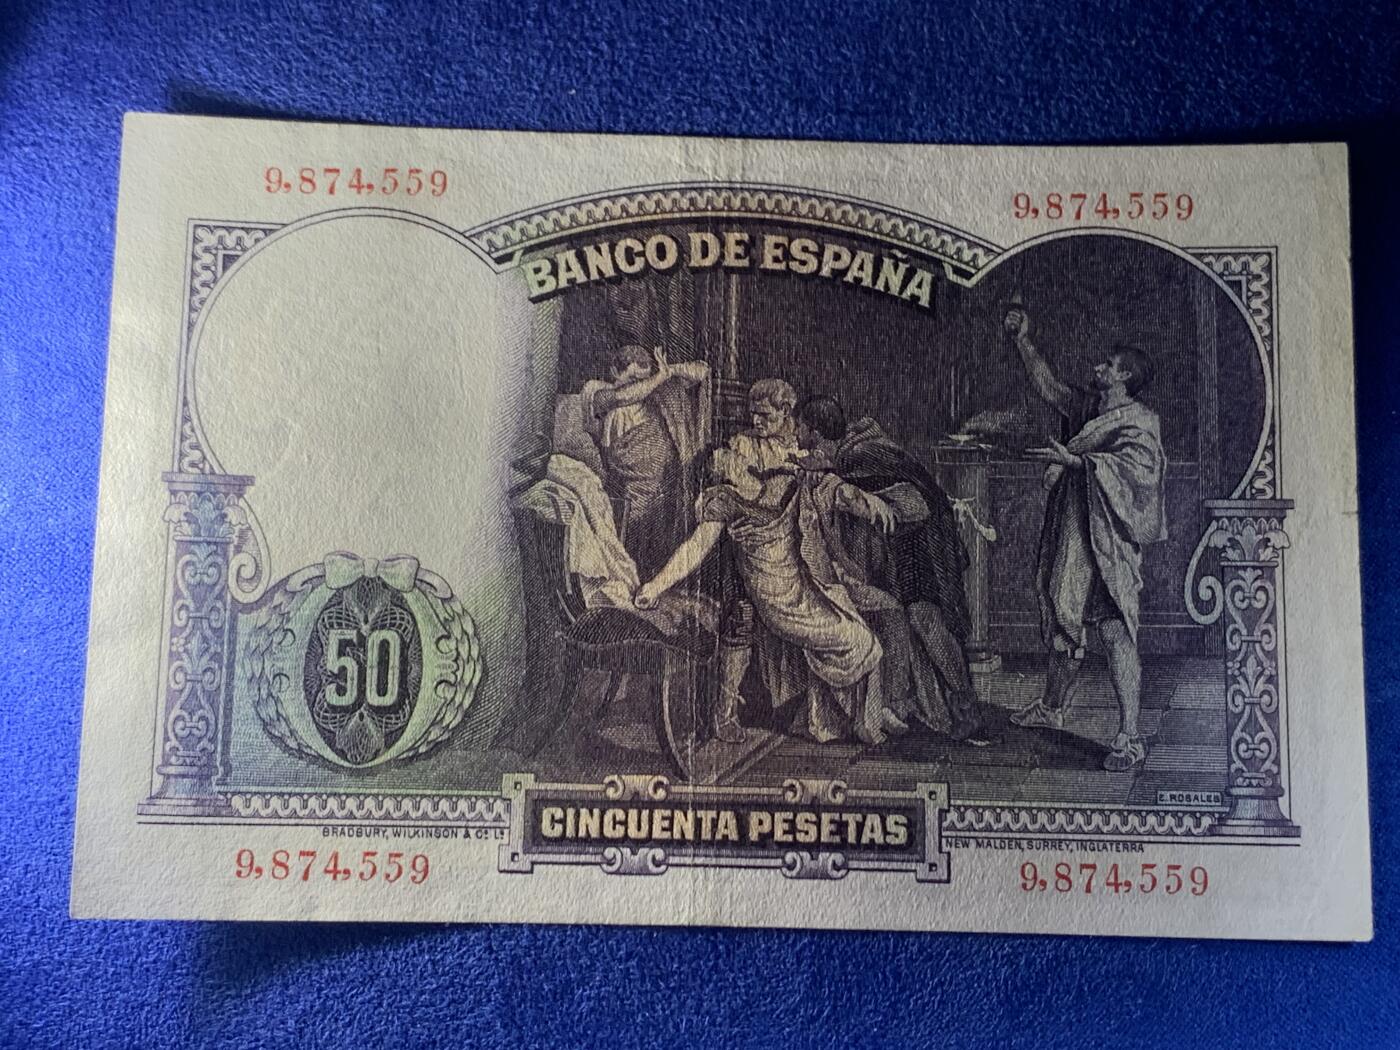 9,874,559
9,874,559
BANCO DE ESPAÑA
50
E. ROSALES
CINCUENTA PESETAS
BRADBURY, WILKINSON & Cº. Lᵈ.
NEW MALDEN, SURREY, INGLATERRA
9,874,559
9,874,559